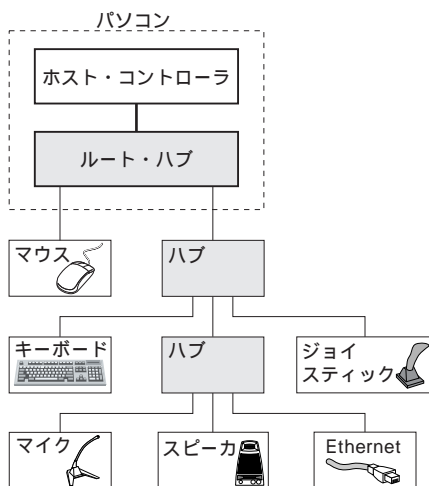 パソコン
ホスト・コントローラ
ルート・ハブ
マウス
ハブ
キーボード
ハブ
ジョイ
スティック
マイク
スピーカ
Ethernet